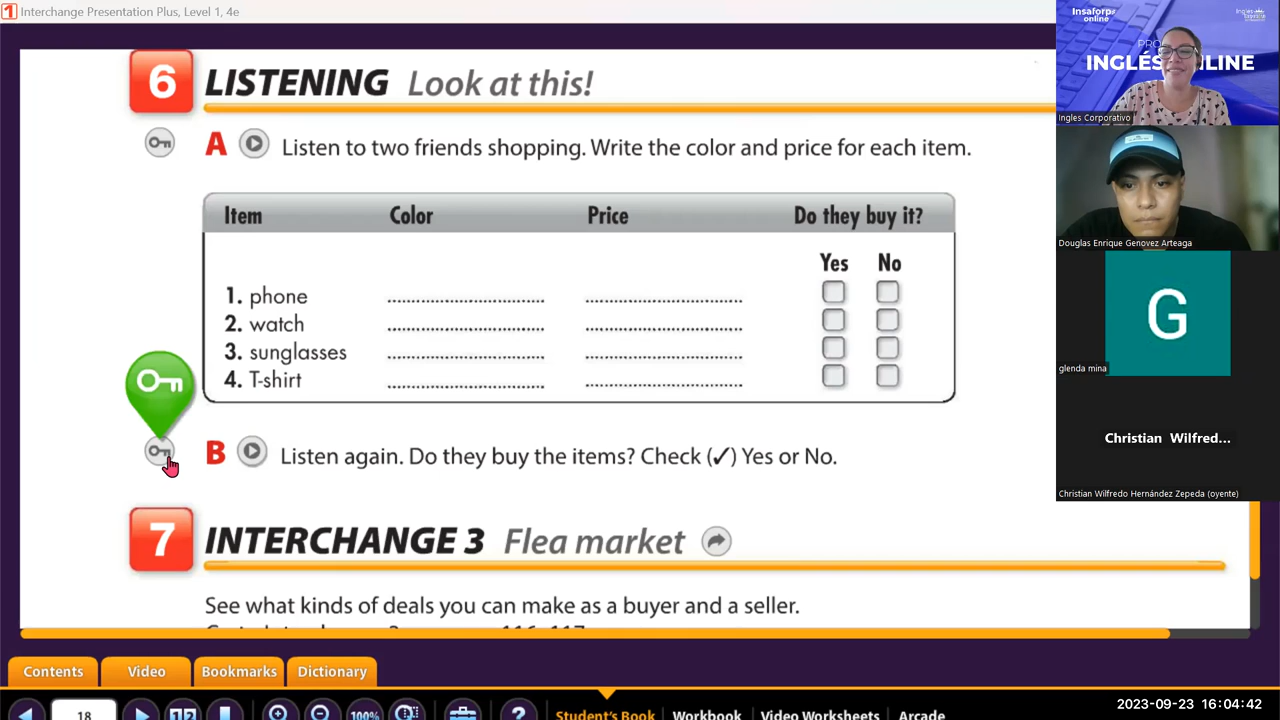 Interchange Presentation Plus, Level 1, 4e
6 LISTENING Look at this!
A Listen to two friends shopping. Write the color and price for each item.
Item Color Price Do they buy it?
Yes No
1. phone
2. watch
3. sunglasses
4. T-shirt
B Listen again. Do they buy the items? Check (✓) Yes or No.
7 INTERCHANGE 3 Flea market
See what kinds of deals you can make as a buyer and a seller.
Contents Video Bookmarks Dictionary
18 1 2 100% ? Student's Book Workbook Video Worksheets Arcade
Insaforp
online
INGLÉS ONLINE
Ingles Corporativo
Douglas Enrique Genovez Arteaga
G
glenda mina
Christian Wilfred...
Christian Wilfredo Hernández Zepeda (oyente)
2023-09-23 16:04:42